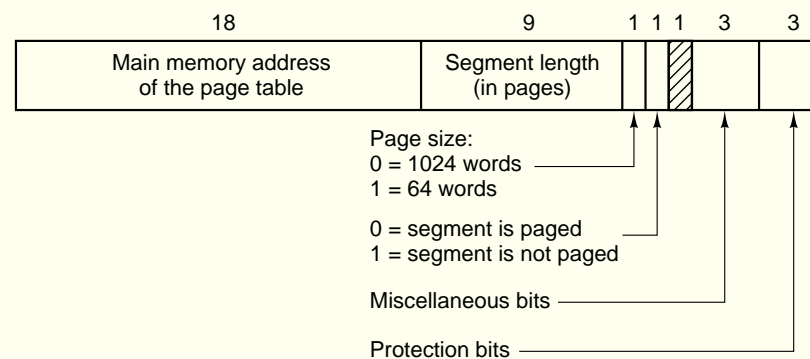 18 9 1 1 1 3 3
Main memory address
of the page table
Segment length
(in pages)
Page size:
0 = 1024 words
1 = 64 words
0 = segment is paged
1 = segment is not paged
Miscellaneous bits
Protection bits